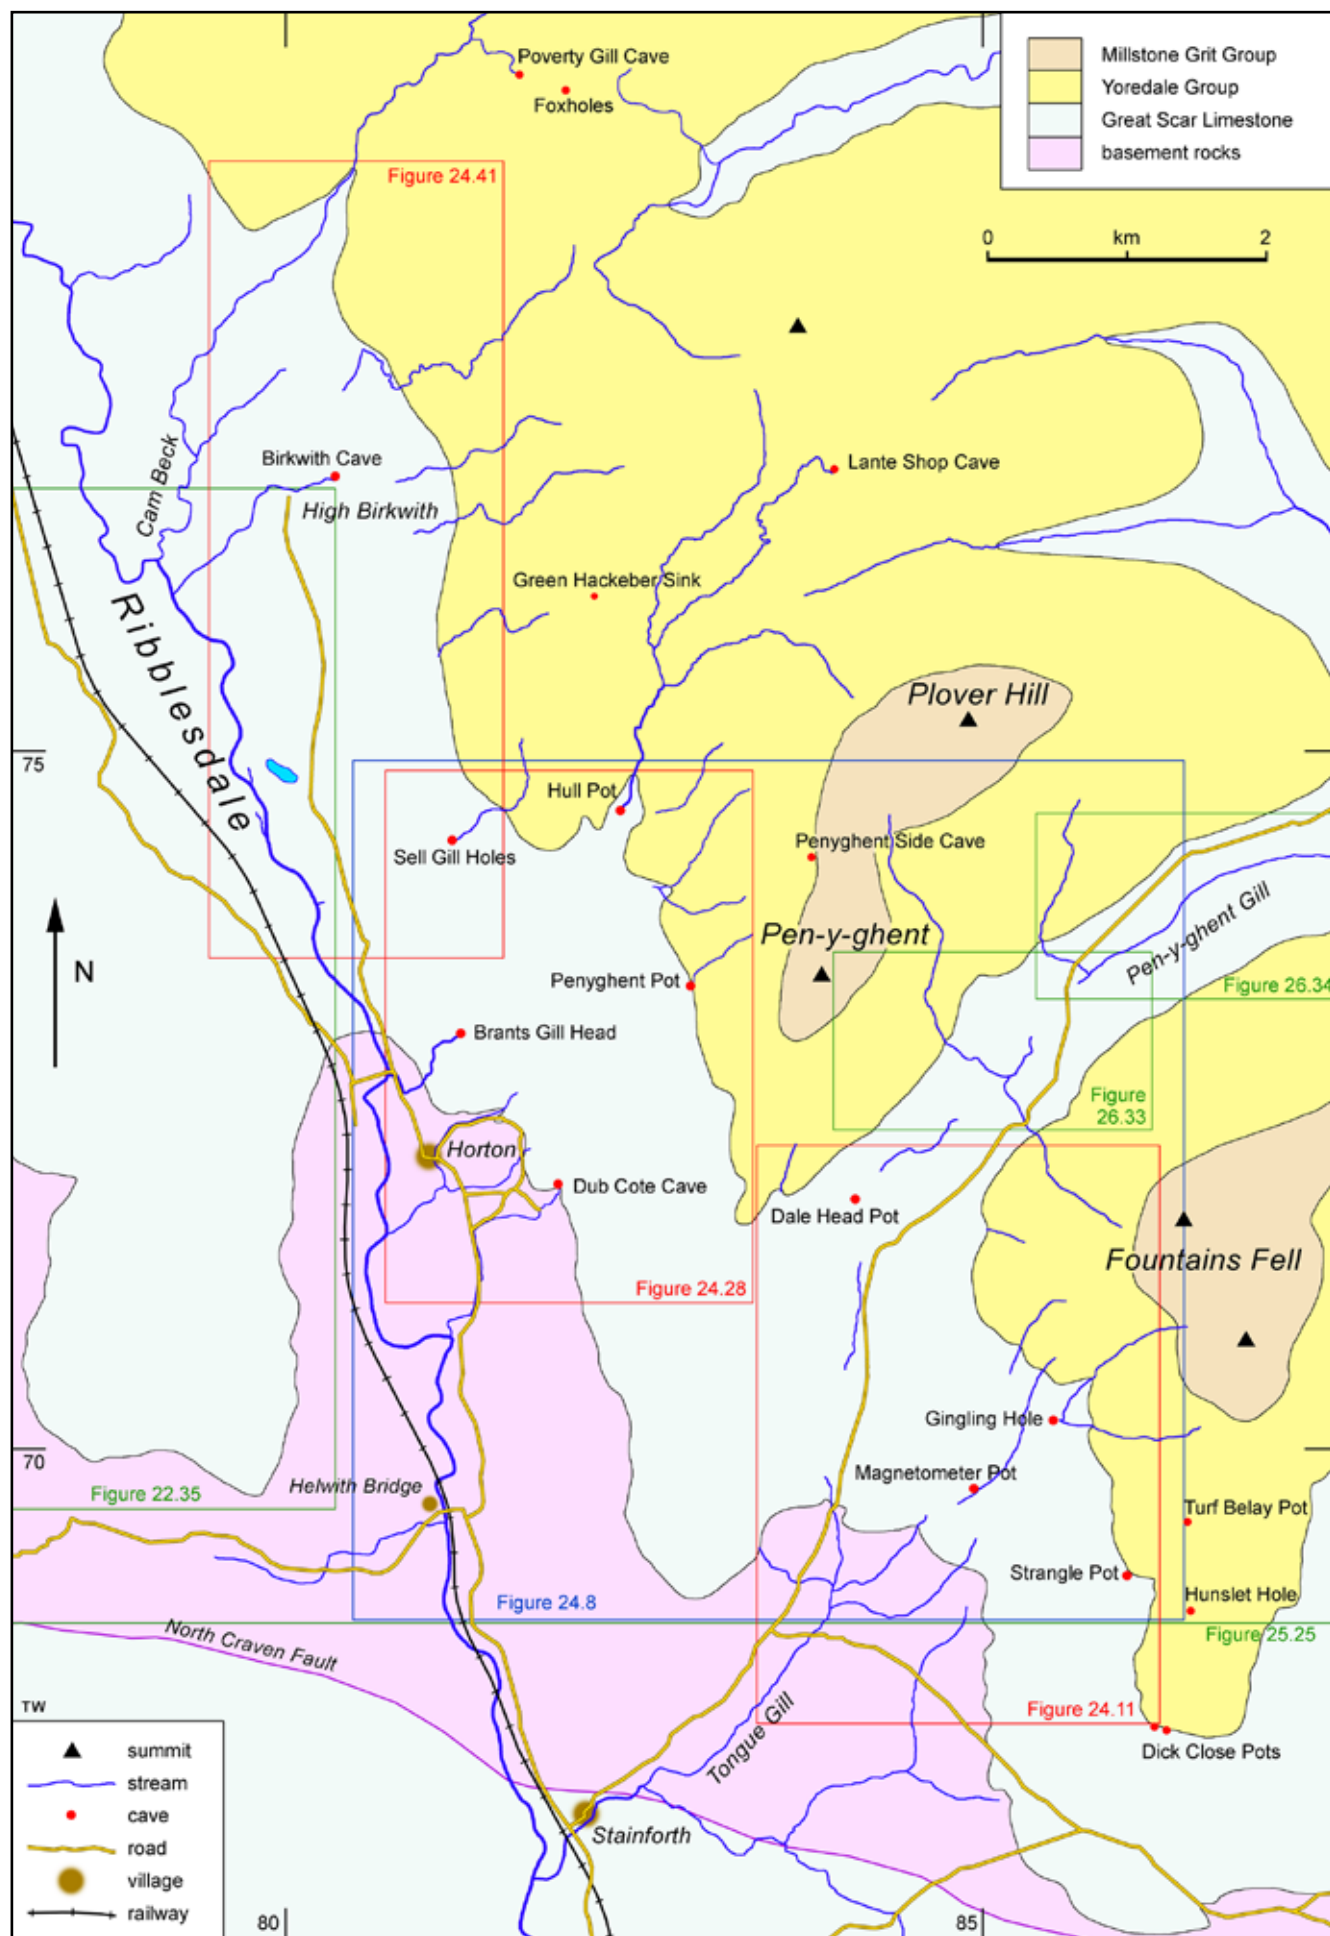 Poverty Gill Cave
Foxholes
Millstone Grit Group
Yoredale Group
Great Scar Limestone
basement rocks
Figure 24.41
0 km 2
Cam Beck
Birkwith Cave
High Birkwith
Lante Shop Cave
Green Hackeber Sink
Ribblesdale
Plover Hill
75
Hull Pot
Sell Gill Holes
Penyghent Side Cave
Pen-y-ghent
Pen-y-ghent Gill
N
Penyghent Pot
Figure 26.34
Brants Gill Head
Figure
26.33
Horton
Dub Cote Cave
Dale Head Pot
Fountains Fell
Figure 24.28
Gingling Hole
70
Magnetometer Pot
Helwith Bridge
Figure 22.35
Turf Belay Pot
Strangle Pot
Hunslet Hole
Figure 24.8
Figure 25.25
North Craven Fault
TW
Figure 24.11
Tongue Gill
Dick Close Pots
summit
stream
cave
road
village
railway
Stainforth
80
85